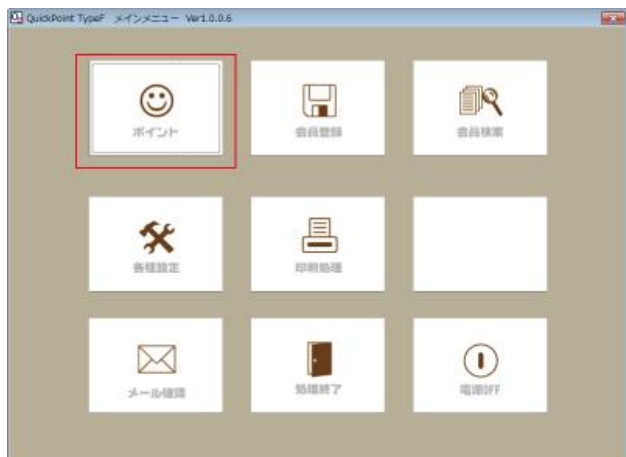 QuickPoint TypeF メインメニュー Ver1.0.0.6
ポイント
会員登録
会員検索
各種設定
印刷処理
メール確認
処理終了
電源OFF